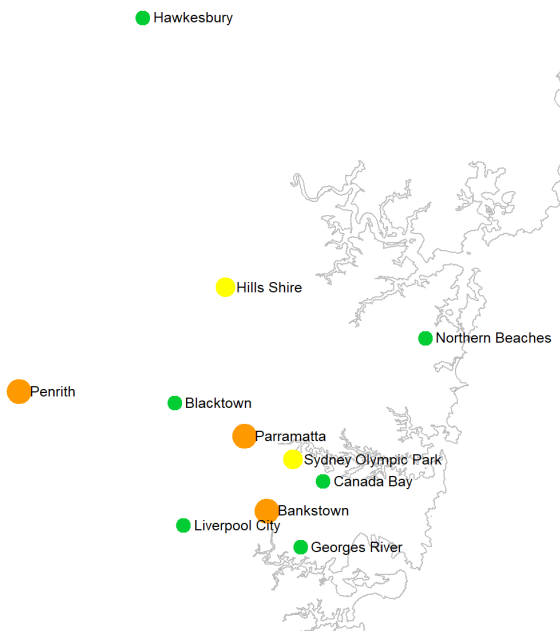 Hawkesbury
Hills Shire
Northern Beaches
Penrith
Blacktown
Parramatta
Sydney Olympic Park
Canada Bay
Bankstown
Liverpool City
Georges River